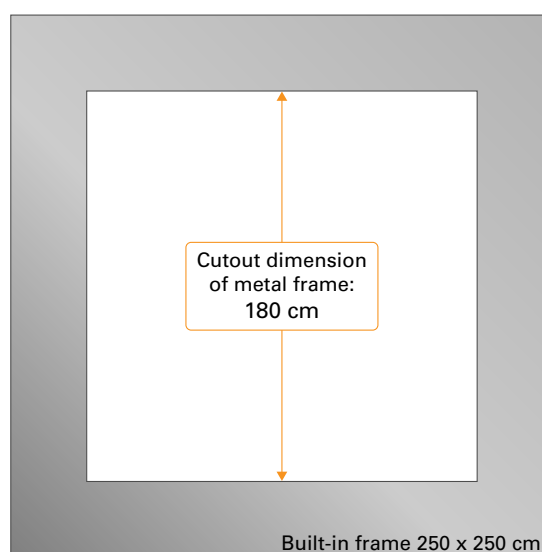 Cutout dimension
of metal frame:
180 cm
Built-in frame 250 x 250 cm